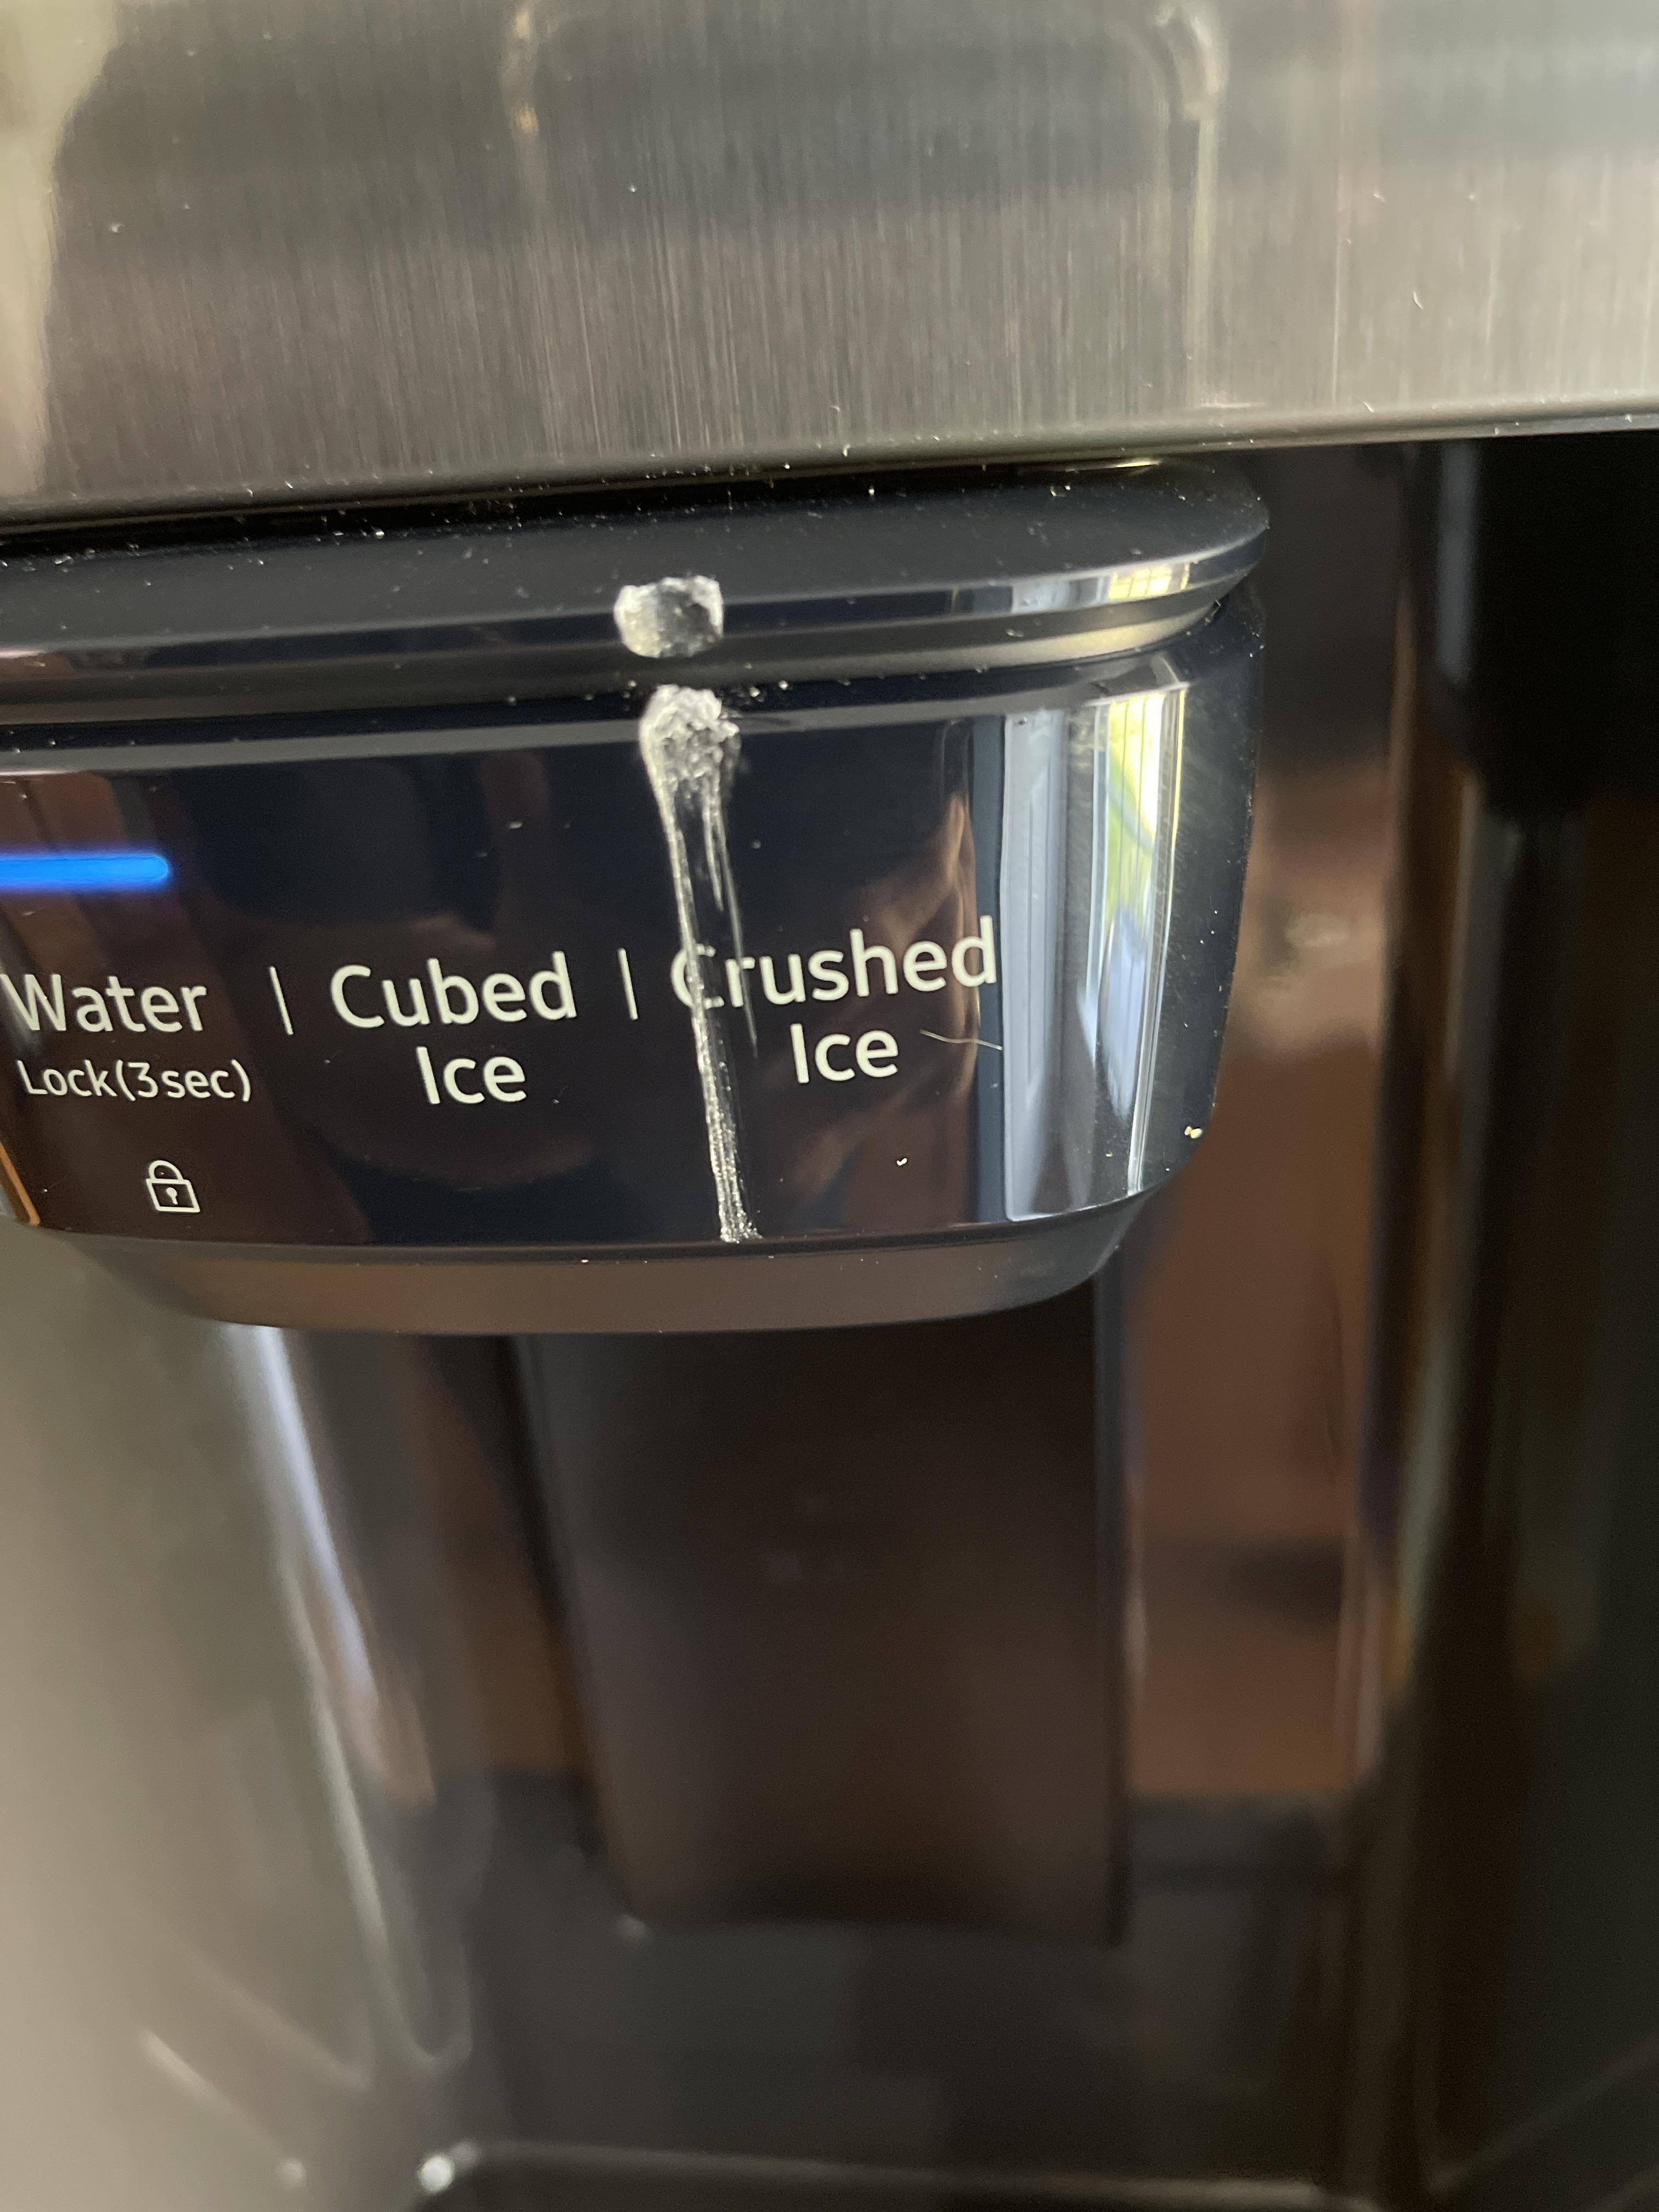 Water | Cubed | Crushed
Lock(3sec) Ice Ice